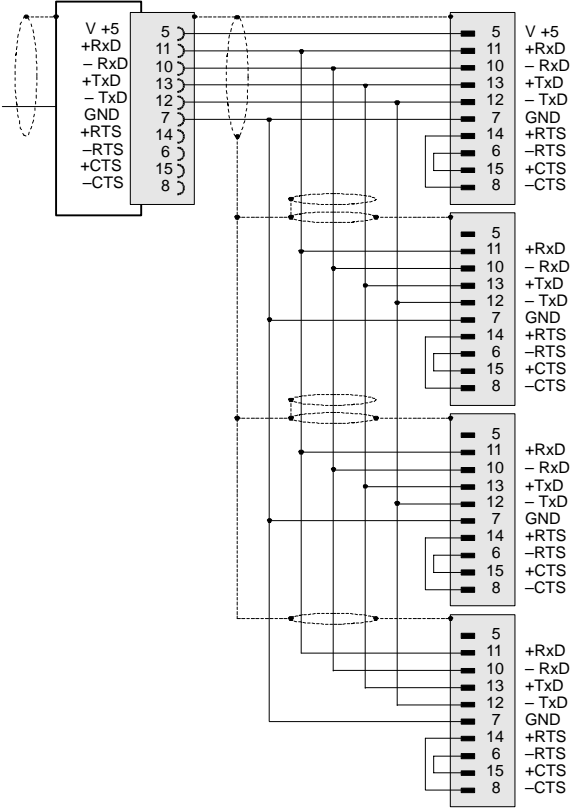 V +5 5
+RxD 11
– RxD 10
+TxD 13
– TxD 12
GND 7
+RTS 14
–RTS 6
+CTS 15
–CTS 8
5 V +5
11 +RxD
10 – RxD
13 +TxD
12 – TxD
7 GND
14 +RTS
6 –RTS
15 +CTS
8 –CTS
5
11 +RxD
10 – RxD
13 +TxD
12 – TxD
7 GND
14 +RTS
6 –RTS
15 +CTS
8 –CTS
5
11 +RxD
10 – RxD
13 +TxD
12 – TxD
7 GND
14 +RTS
6 –RTS
15 +CTS
8 –CTS
5
11 +RxD
10 – RxD
13 +TxD
12 – TxD
7 GND
14 +RTS
6 –RTS
15 +CTS
8 –CTS